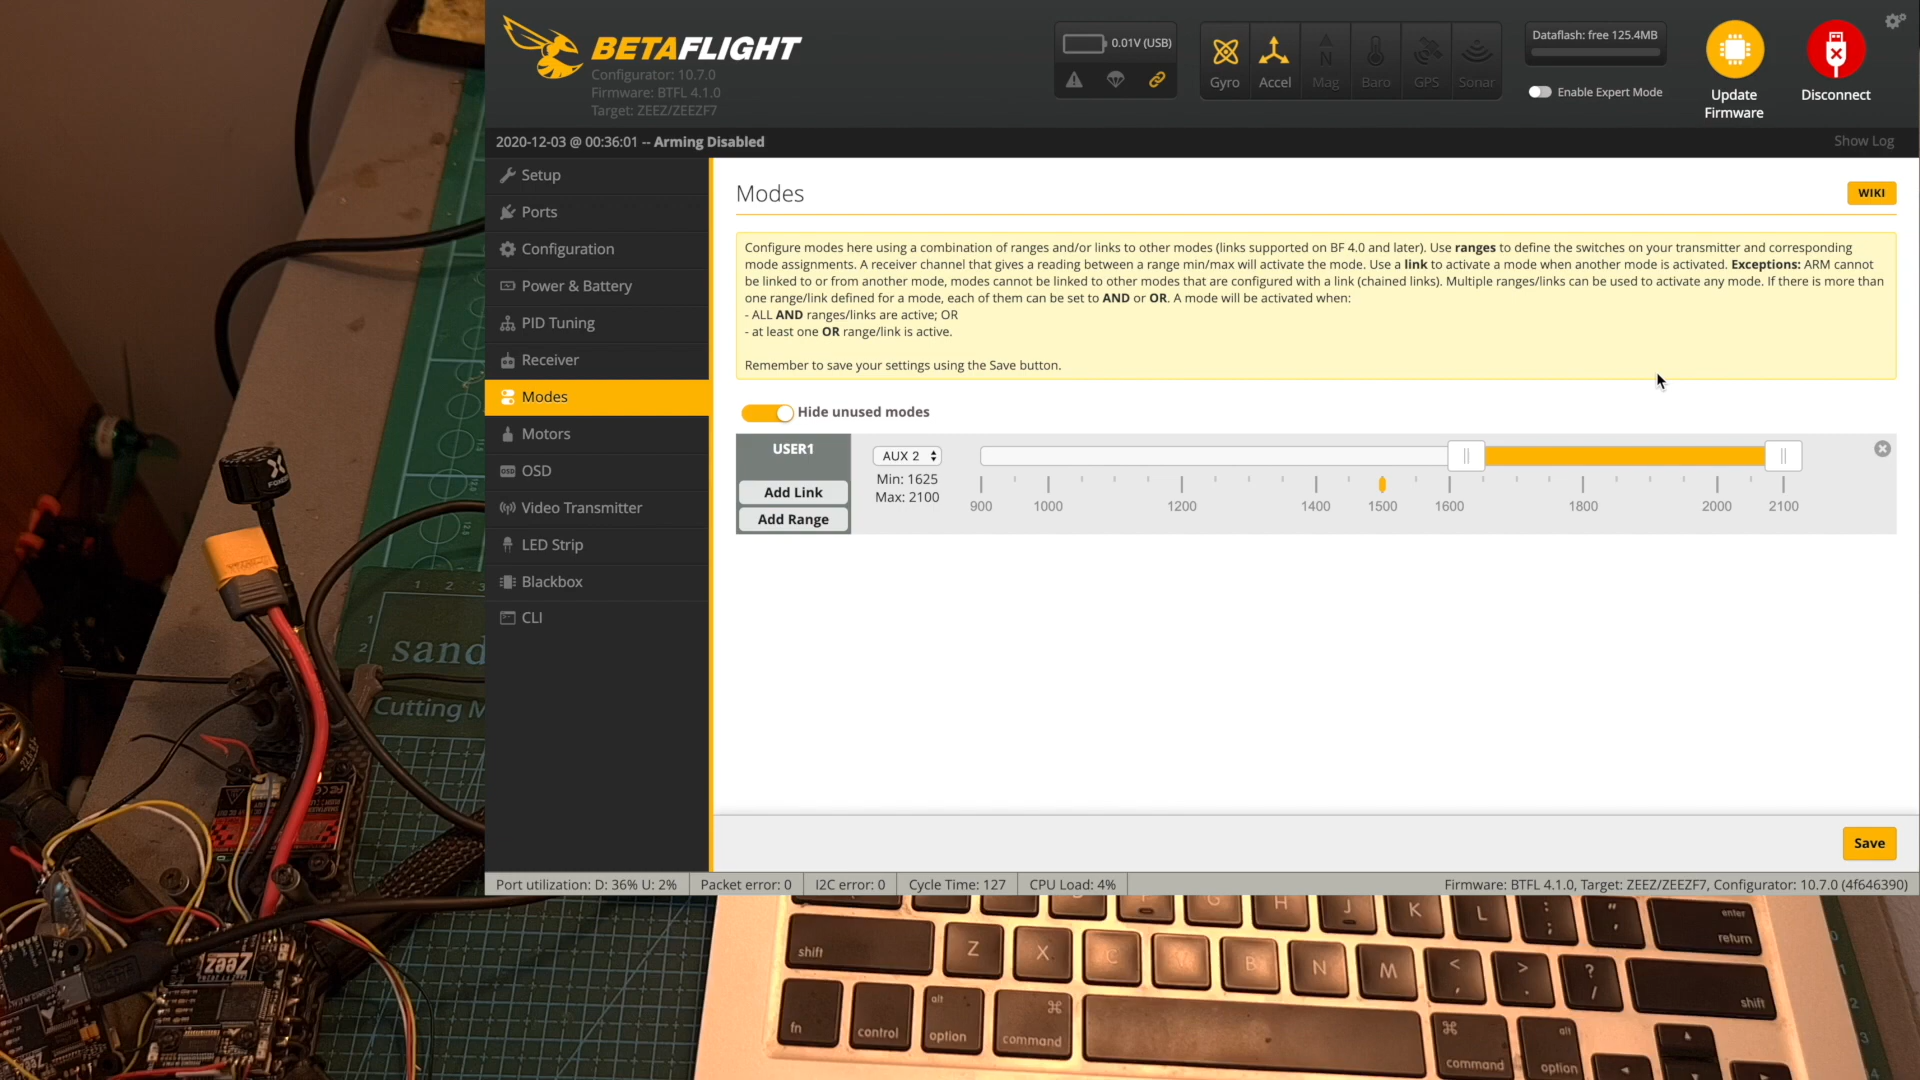 BETAFLIGHT
Configurator: 10.7.0
Firmware: BTFL 4.1.0
Target: ZEEZ/ZEEZF7
0.01V (USB)
Gyro
Accel
Mag
Baro
GPS
Sonar
Dataflash: free 125.4MB
Enable Expert Mode
Update
Firmware
Disconnect
2020-12-03 @ 00:36:01 -- Arming Disabled
Show Log
Setup
Ports
Configuration
Power & Battery
PID Tuning
Receiver
Modes
Motors
OSD
Video Transmitter
LED Strip
Blackbox
CLI
Modes
WIKI
Configure modes here using a combination of ranges and/or links to other modes (links supported on BF 4.0 and later). Use ranges to define the switches on your transmitter and corresponding
mode assignments. A receiver channel that gives a reading between a range min/max will activate the mode. Use a link to activate a mode when another mode is activated. Exceptions: ARM cannot
be linked to or from another mode, modes cannot be linked to other modes that are configured with a link (chained links). Multiple ranges/links can be used to activate any mode. If there is more than
one range/link defined for a mode, each of them can be set to AND or OR. A mode will be activated when:
- ALL AND ranges/links are active; OR
- at least one OR range/link is active.
Remember to save your settings using the Save button.
Hide unused modes
USER1
Add Link
Add Range
AUX 2
Min: 1625
Max: 2100
900 1000 1200 1400 1500 1600 1800 2000 2100
Save
Port utilization: D: 36% U: 2%
Packet error: 0
I2C error: 0
Cycle Time: 127
CPU Load: 4%
Firmware: BTFL 4.1.0, Target: ZEEZ/ZEEZF7, Configurator: 10.7.0 (4f646390)
sand
Cutting M
zeez
G H J K L : ; " '
enter
return
shift
Z X C V B N M < , > . ? /
shift
fn
control
alt
option
⌘
command
⌘
command
alt
option